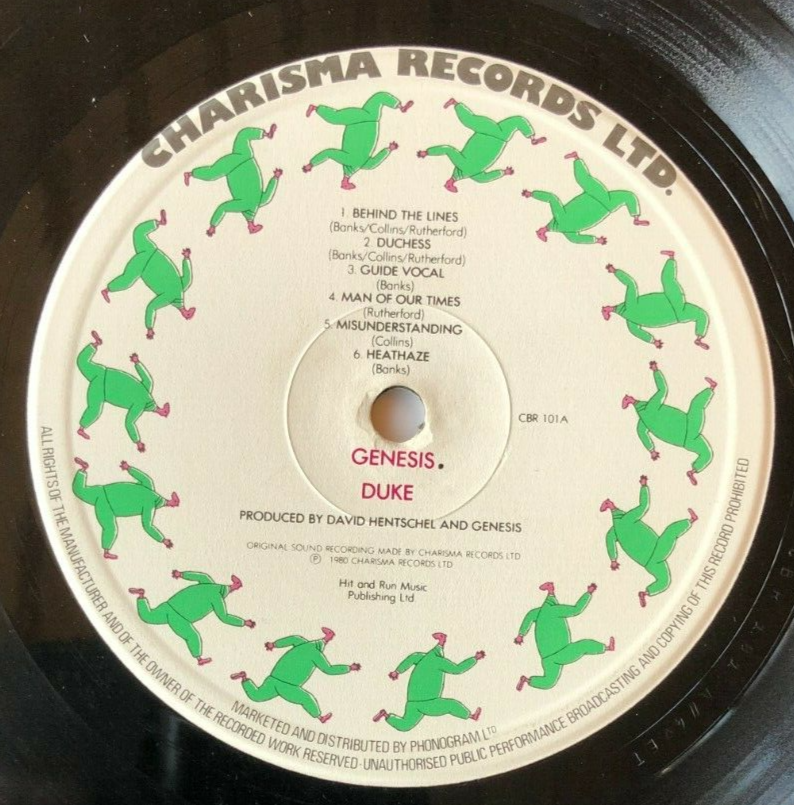 CHARISMA RECORDS LTD.
1. BEHIND THE LINES
(Banks/Collins/Rutherford)
2. DUCHESS
(Banks/Collins/Rutherford)
3. GUIDE VOCAL
(Banks)
4. MAN OF OUR TIMES
(Rutherford)
5. MISUNDERSTANDING
(Collins)
6. HEATHAZE
(Banks)
CBR 101A
GENESIS.
DUKE
PRODUCED BY DAVID HENTSCHEL AND GENESIS
ORIGINAL SOUND RECORDING MADE BY CHARISMA RECORDS LTD
℗ 1980 CHARISMA RECORDS LTD
Hit and Run Music
Publishing Ltd.
MARKETED AND DISTRIBUTED BY PHONOGRAM LTD
ALL RIGHTS OF THE MANUFACTURER AND OF THE OWNER OF THE RECORDED WORK RESERVED·UNAUTHORISED PUBLIC PERFORMANCE BROADCASTING AND COPYING OF THIS RECORD PROHIBITED